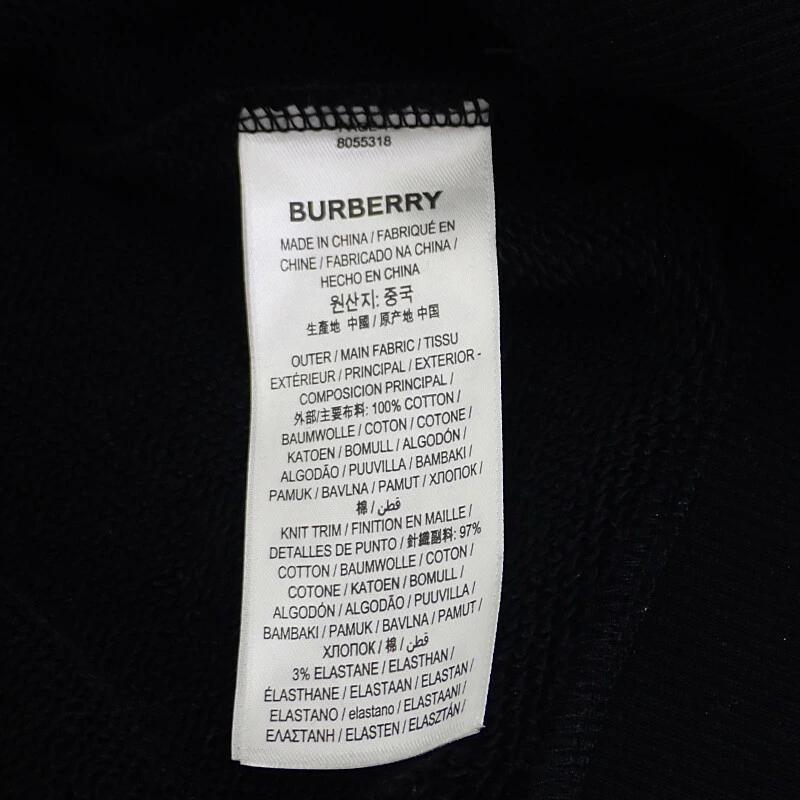 8055318
BURBERRY
MADE IN CHINA / FABRIQUÉ EN
CHINE / FABRICADO NA CHINA /
HECHO EN CHINA
원산지: 중국
生產地 中國 / 原产地 中国
OUTER / MAIN FABRIC / TISSU
EXTÉRIEUR / PRINCIPAL / EXTERIOR -
COMPOSICION PRINCIPAL /
外部/主要布料: 100% COTTON /
BAUMWOLLE / COTON / COTONE /
KATOEN / BOMULL / ALGODÓN /
ALGODÃO / PUUVILLA / BAMBAKI /
PAMUK / BAVLNA / PAMUT / ХЛОПОК /
棉 / قطن
KNIT TRIM / FINITION EN MAILLE /
DETALLES DE PUNTO / 針織副料: 97%
COTTON / BAUMWOLLE / COTON /
COTONE / KATOEN / BOMULL /
ALGODÓN / ALGODÃO / PUUVILLA /
BAMBAKI / PAMUK / BAVLNA / PAMUT /
ХЛОПОК / 棉 / قطن
3% ELASTANE / ELASTHAN /
ÉLASTHANE / ELASTAAN / ELASTAN /
ELASTANO / elastano / ELASTAANI /
ΕΛΑΣΤΑΝΗ / ELASTEN / ELASZTÁN /